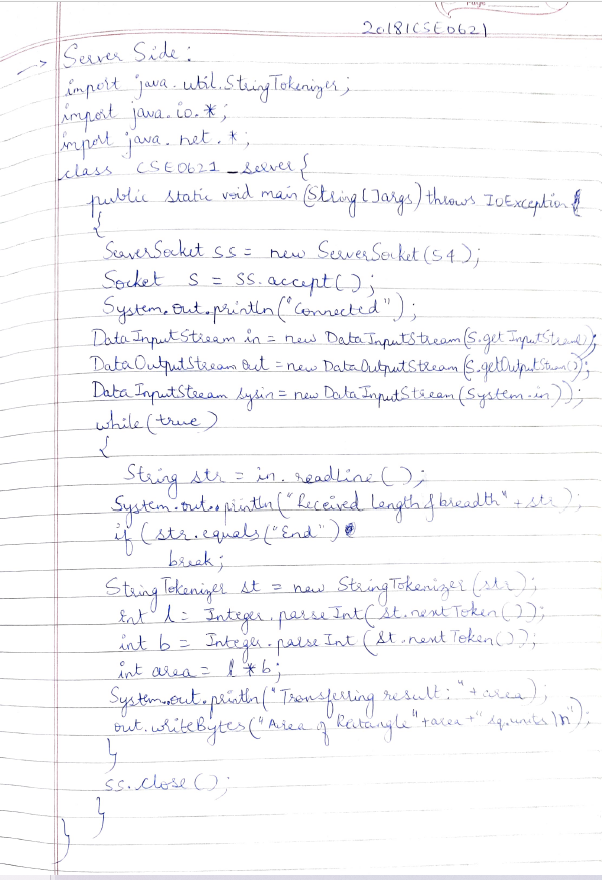 20181CSE0621
→ Server Side:
import java.util.StringTokenizer;
import java.io.*;
import java.net.*;
class CSE0621_server{
public static void main(String[]args) throws IOException
{
ServerSocket ss = new ServerSocket(54);
Socket s = ss.accept();
System.out.println("Connected");
DataInputStream in = new DataInputStream(s.getInputStream());
DataOutputStream out = new DataOutputStream(s.getOutputStream());
DataInputStream sysin = new DataInputStream(System.in));
while(true)
{
String str = in.readLine();
System.out.println("Received length & breadth" + str);
if (str.equals("End")
break;
StringTokenizer st = new StringTokenizer(str);
int l = Integer.parseInt(st.nextToken());
int b = Integer.parseInt(st.nextToken());
int area = l*b;
System.out.println("Transferring result:"+area);
out.writeBytes("Area of Rectangle"+area+"sq.units\n");
}
ss.close();
}
}